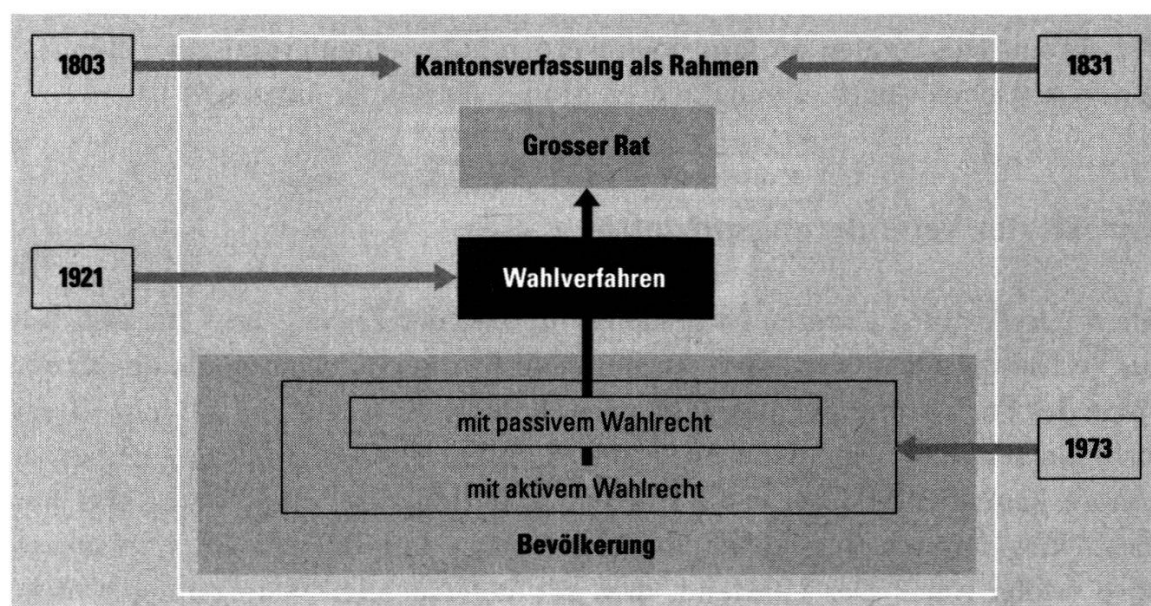 1803
Kantonsverfassung als Rahmen
1831
Grosser Rat
1921
Wahlverfahren
mit passivem Wahlrecht
1973
mit aktivem Wahlrecht
Bevölkerung